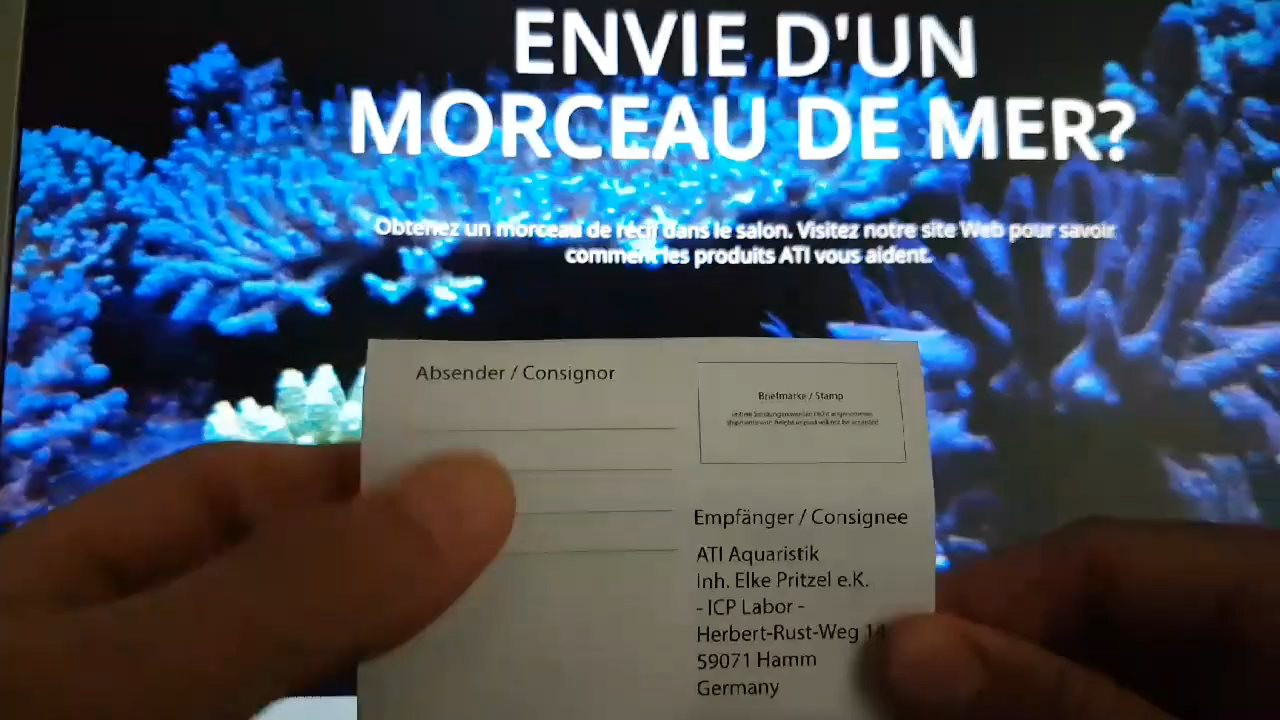 ENVIE D'UN
MORCEAU DE MER?
Obtenez un morceau de récif dans le salon. Visitez notre site Web pour savoir
comment les produits ATI vous aident.
Absender / Consignor
Briefmarke / Stamp
Empfänger / Consignee
ATI Aquaristik
Inh. Elke Pritzel e.K.
- ICP Labor -
Herbert-Rust-Weg 14
59071 Hamm
Germany